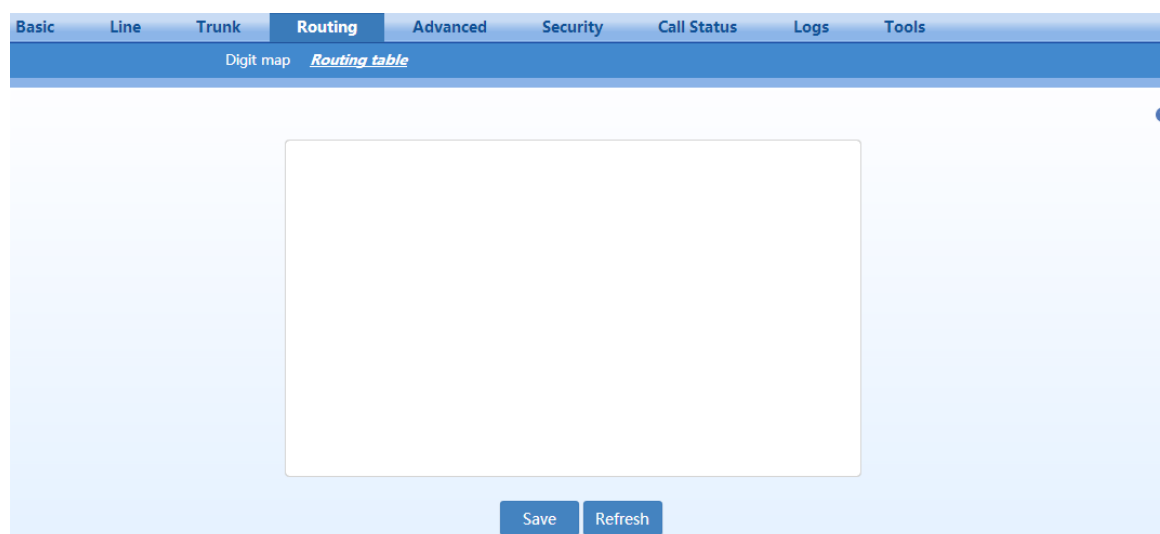 Basic Line Trunk Routing Advanced Security Call Status Logs Tools
Digit map Routing table
Save Refresh